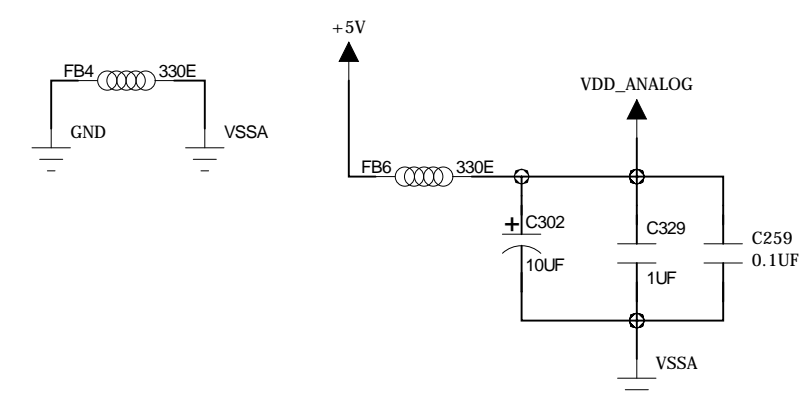 +5V
FB4 330E
VDD_ANALOG
GND
VSSA
FB6 330E
+ C302
C329
C259
10UF
0.1UF
1UF
VSSA